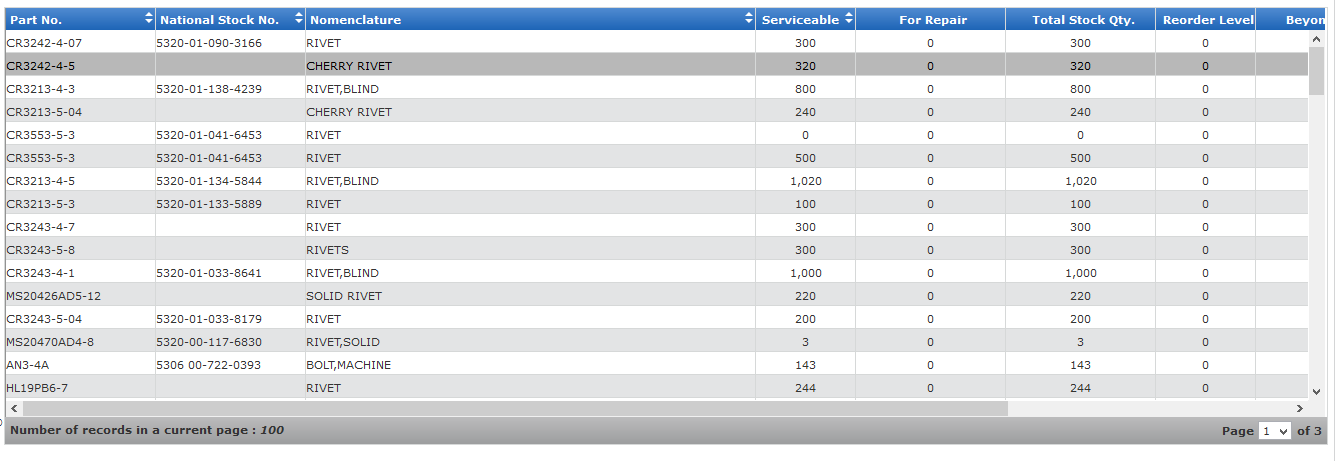 Part No. National Stock No. Nomenclature Serviceable For Repair Total Stock Qty. Reorder Level Beyon
CR3242-4-07 5320-01-090-3166 RIVET 300 0 300 0
CR3242-4-5 CHERRY RIVET 320 0 320 0
CR3213-4-3 5320-01-138-4239 RIVET,BLIND 800 0 800 0
CR3213-5-04 CHERRY RIVET 240 0 240 0
CR3553-5-3 5320-01-041-6453 RIVET 0 0 0 0
CR3553-5-3 5320-01-041-6453 RIVET 500 0 500 0
CR3213-4-5 5320-01-134-5844 RIVET,BLIND 1,020 0 1,020 0
CR3213-5-3 5320-01-133-5889 RIVET 100 0 100 0
CR3243-4-7 RIVET 300 0 300 0
CR3243-5-8 RIVETS 300 0 300 0
CR3243-4-1 5320-01-033-8641 RIVET,BLIND 1,000 0 1,000 0
MS20426AD5-12 SOLID RIVET 220 0 220 0
CR3243-5-04 5320-01-033-8179 RIVET 200 0 200 0
MS20470AD4-8 5320-00-117-6830 RIVET,SOLID 3 0 3 0
AN3-4A 5306 00-722-0393 BOLT,MACHINE 143 0 143 0
HL19PB6-7 RIVET 244 0 244 0
Number of records in a current page : 100 Page 1 of 3